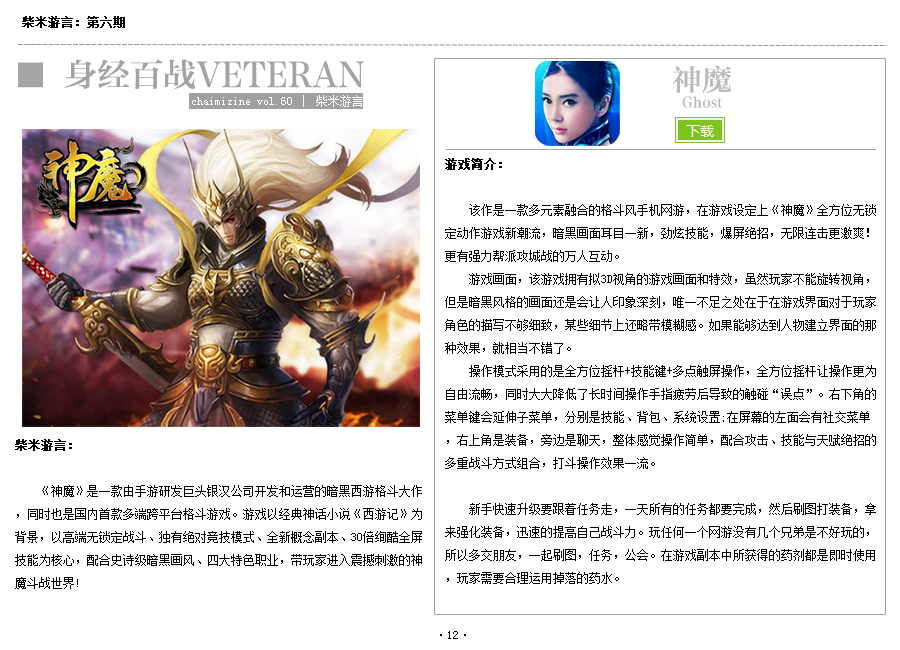 柴米游言：第六期
身经百战VETERAN
chaimizine vol.60 | 柴米游言
神魔
柴米游言：
《神魔》是一款由手游研发巨头银汉公司开发和运营的暗黑西游格斗大作
，同时也是国内首款多端跨平台格斗游戏。游戏以经典神话小说《西游记》为
背景，以高端无锁定战斗、独有绝对竞技模式、全新概念副本、30倍绚酷全屏
技能为核心，配合史诗级暗黑画风、四大特色职业，带玩家进入震撼刺激的神
魔斗战世界!
神魔
Ghost
下载
游戏简介：
该作是一款多元素融合的格斗风手机网游，在游戏设定上《神魔》全方位无锁
定动作游戏新潮流，暗黑画面耳目一新，劲炫技能，爆屏绝招，无限连击更激爽！
更有强力帮派攻城战的万人互动。
游戏画面，该游戏拥有拟3D视角的游戏画面和特效，虽然玩家不能旋转视角，
但是暗黑风格的画面还是会让人印象深刻，唯一不足之处在于在游戏界面对于玩家
角色的描写不够细致，某些细节上还略带模糊感。如果能够达到人物建立界面的那
种效果，就相当不错了。
操作模式采用的是全方位摇杆+技能键+多点触屏操作，全方位摇杆让操作更为
自由流畅，同时大大降低了长时间操作手指疲劳后导致的触碰“误点”。右下角的
菜单键会延伸子菜单，分别是技能、背包、系统设置;在屏幕的左面会有社交菜单
，右上角是装备，旁边是聊天，整体感觉操作简单，配合攻击、技能与天赋绝招的
多重战斗方式组合，打斗操作效果一流。
新手快速升级要跟着任务走，一天所有的任务都要完成，然后刷图打装备，拿
来强化装备，迅速的提高自己战斗力。玩任何一个网游没有几个兄弟是不好玩的，
所以多交朋友，一起刷图，任务，公会。在游戏副本中所获得的药剂都是即时使用
，玩家需要合理运用掉落的药水。
·12·